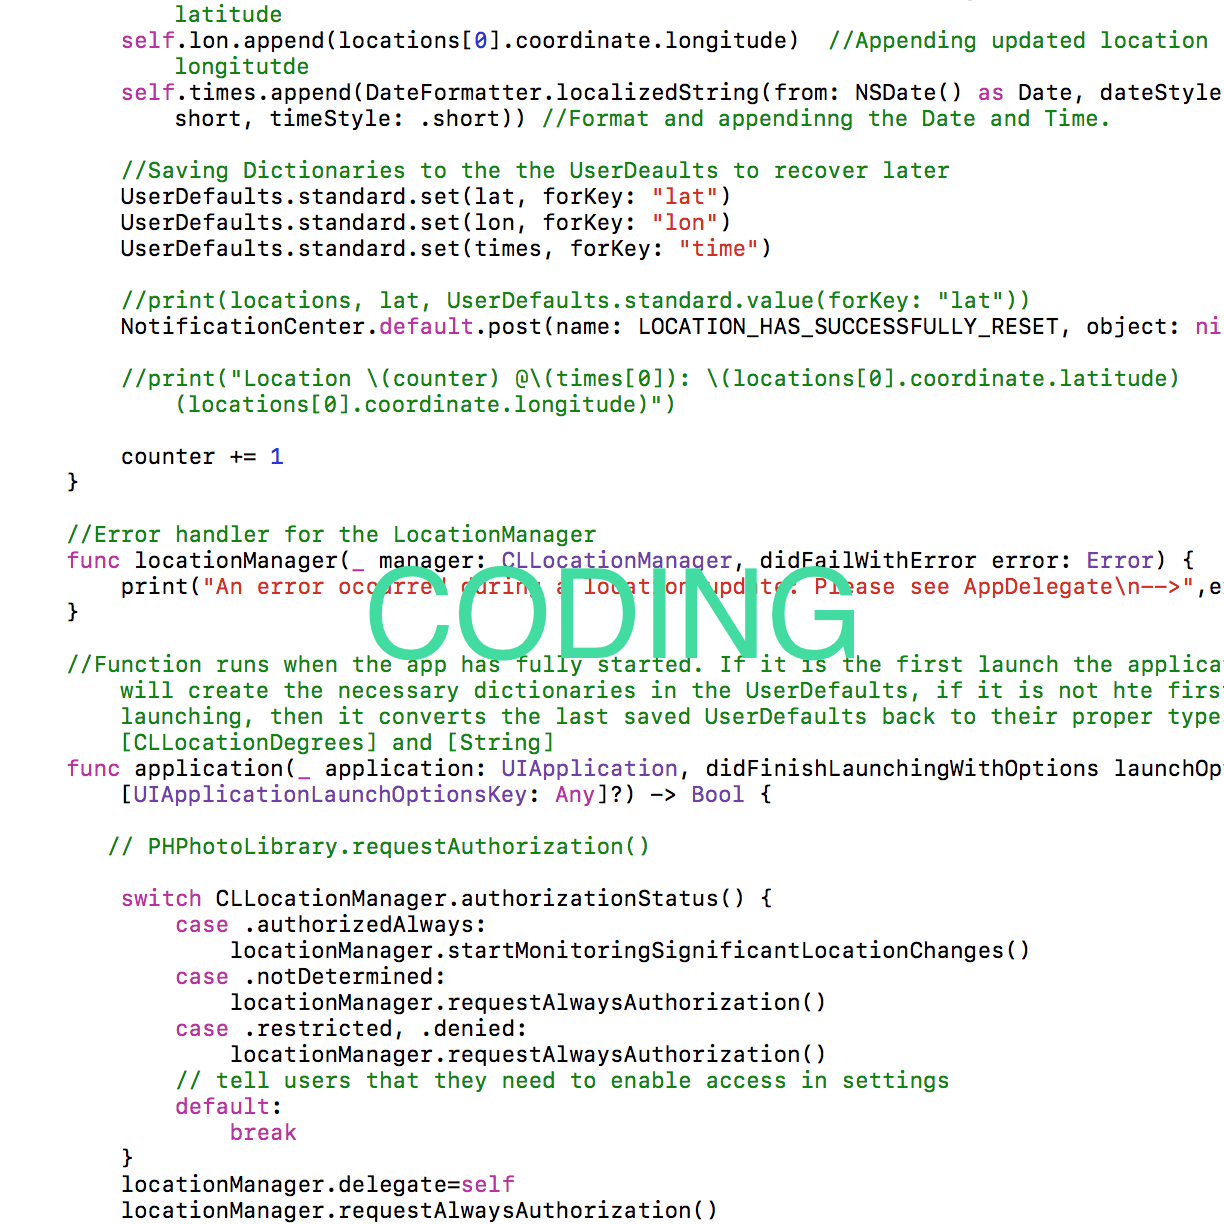 latitude
self.lon.append(locations[0].coordinate.longitude)  //Appending updated location
longitutde
self.times.append(DateFormatter.localizedString(from: NSDate() as Date, dateStyle
short, timeStyle: .short)) //Format and appendinng the Date and Time.
//Saving Dictionaries to the the UserDeaults to recover later
UserDefaults.standard.set(lat, forKey: "lat")
UserDefaults.standard.set(lon, forKey: "lon")
UserDefaults.standard.set(times, forKey: "time")
//print(locations, lat, UserDefaults.standard.value(forKey: "lat"))
NotificationCenter.default.post(name: LOCATION_HAS_SUCCESSFULLY_RESET, object: ni
//print("Location \(counter) @\(times[0]): \(locations[0].coordinate.latitude)
(locations[0].coordinate.longitude)")
counter += 1
}
//Error handler for the LocationManager
func locationManager(_ manager: CLLocationManager, didFailWithError error: Error) {
print("An error occurred during a location update. Please see AppDelegate\n-->",e
}
CODING
//Function runs when the app has fully started. If it is the first launch the applica
will create the necessary dictionaries in the UserDefaults, if it is not hte firs
launching, then it converts the last saved UserDefaults back to their proper type
[CLLocationDegrees] and [String]
func application(_ application: UIApplication, didFinishLaunchingWithOptions launchOp
[UIApplicationLaunchOptionsKey: Any]?) -> Bool {
// PHPhotoLibrary.requestAuthorization()
switch CLLocationManager.authorizationStatus() {
case .authorizedAlways:
locationManager.startMonitoringSignificantLocationChanges()
case .notDetermined:
locationManager.requestAlwaysAuthorization()
case .restricted, .denied:
locationManager.requestAlwaysAuthorization()
// tell users that they need to enable access in settings
default:
break
}
locationManager.delegate=self
locationManager.requestAlwaysAuthorization()